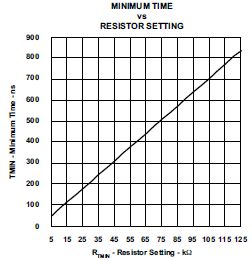 MINIMUM TIME
vs
RESISTOR SETTING
TMIN - Minimum Time - ns
900
800
700
600
500
400
300
200
100
0
5 15 25 35 45 55 65 75 85 95 105 115 125
RTMIN - Resistor Setting - kΩ